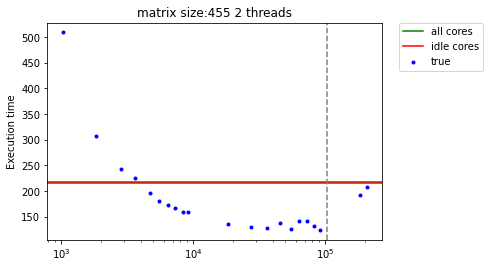 matrix size:455 2 threads
all cores
idle cores
true
Execution time
500
450
400
350
300
250
200
150
10³
10⁴
10⁵